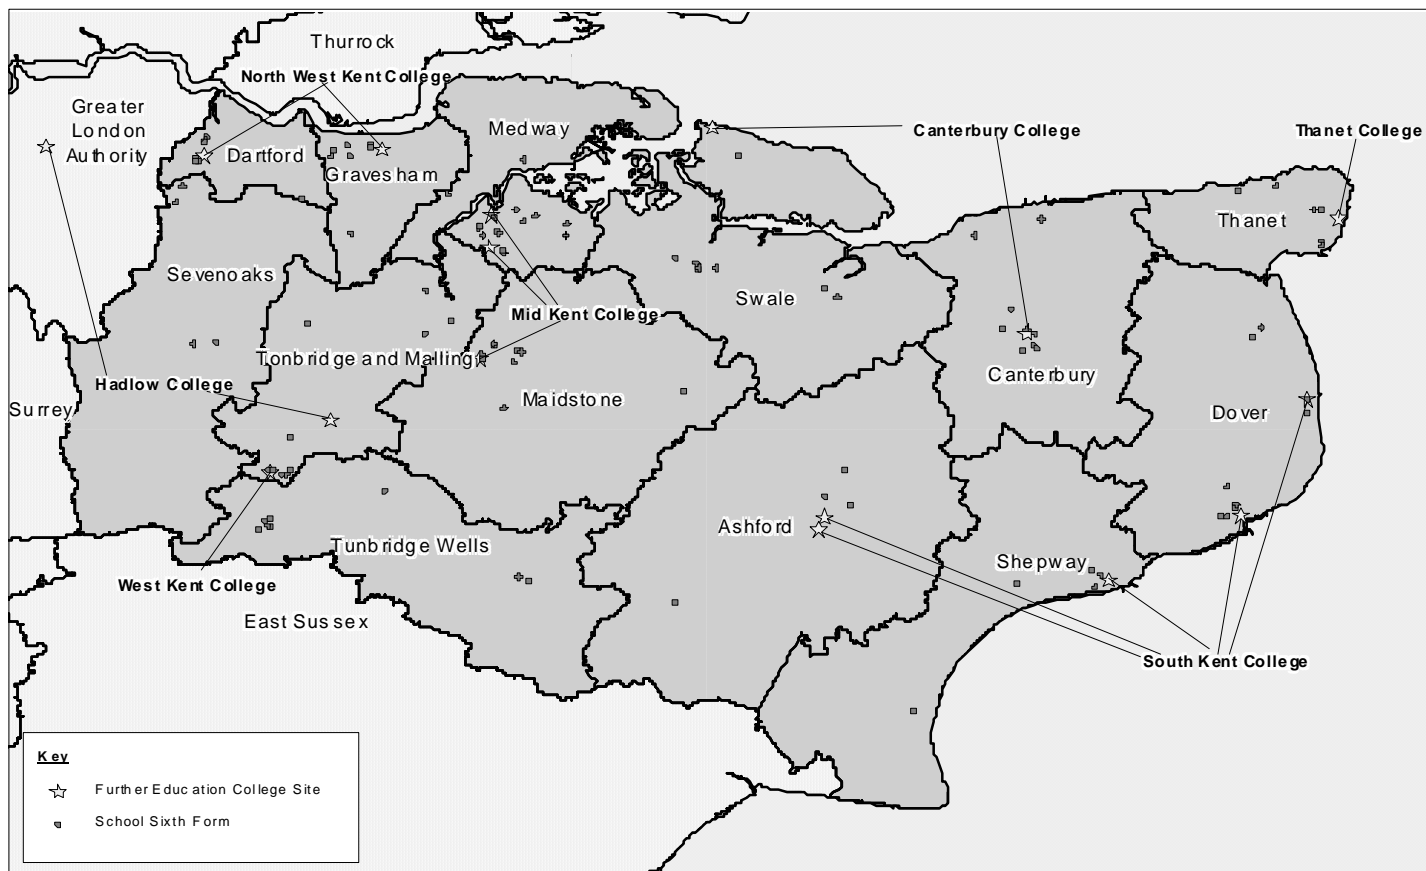 Thurrock
North West Kent College
Greater
London
Authority
Medway
Canterbury College
Thanet College
Dartford
Gravesham
Thanet
Sevenoaks
Swale
Mid Kent College
Tonbridge and Malling
Canterbury
Hadlow College
Maidstone
Surrey
Dover
Ashford
Tunbridge Wells
Shepway
West Kent College
East Sussex
South Kent College
Key
Further Education College Site
School Sixth Form